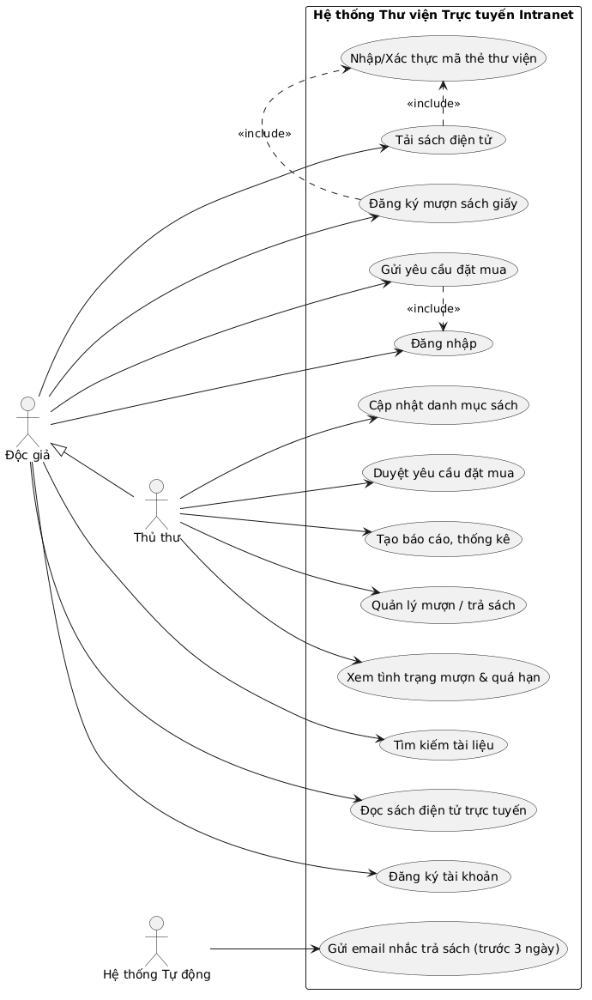 Hệ thống Thư viện Trực tuyến Intranet
Nhập/Xác thực mã thẻ thư viện
«include»
«include»
Tải sách điện tử
Đăng ký mượn sách giấy
Gửi yêu cầu đặt mua
«include»
Đăng nhập
Cập nhật danh mục sách
Độc giả
Duyệt yêu cầu đặt mua
Thủ thư
Tạo báo cáo, thống kê
Quản lý mượn / trả sách
Xem tình trạng mượn & quá hạn
Tìm kiếm tài liệu
Đọc sách điện tử trực tuyến
Đăng ký tài khoản
Gửi email nhắc trả sách (trước 3 ngày)
Hệ thống Tự động